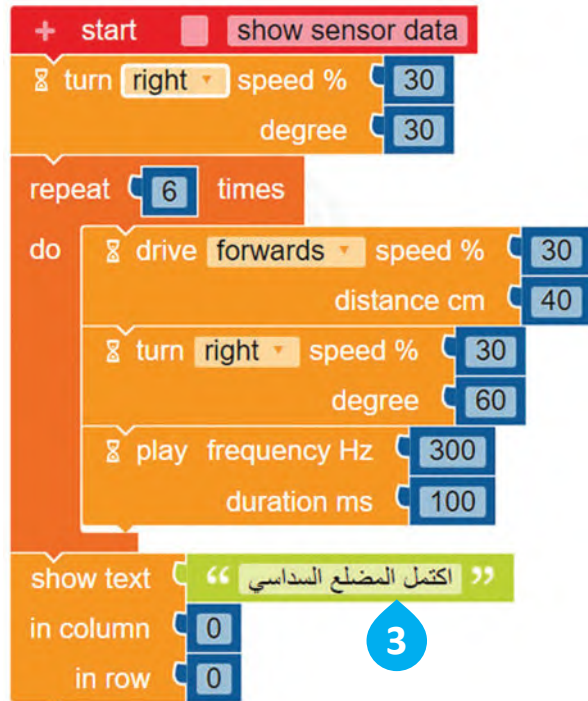 + start show sensor data
turn right speed % 30
degree 30
repeat 6 times
do drive forwards speed % 30
distance cm 40
turn right speed % 30
degree 60
play frequency Hz 300
duration ms 100
show text “ اكتمل المضلع السداسي ”
3
in column 0
in row 0